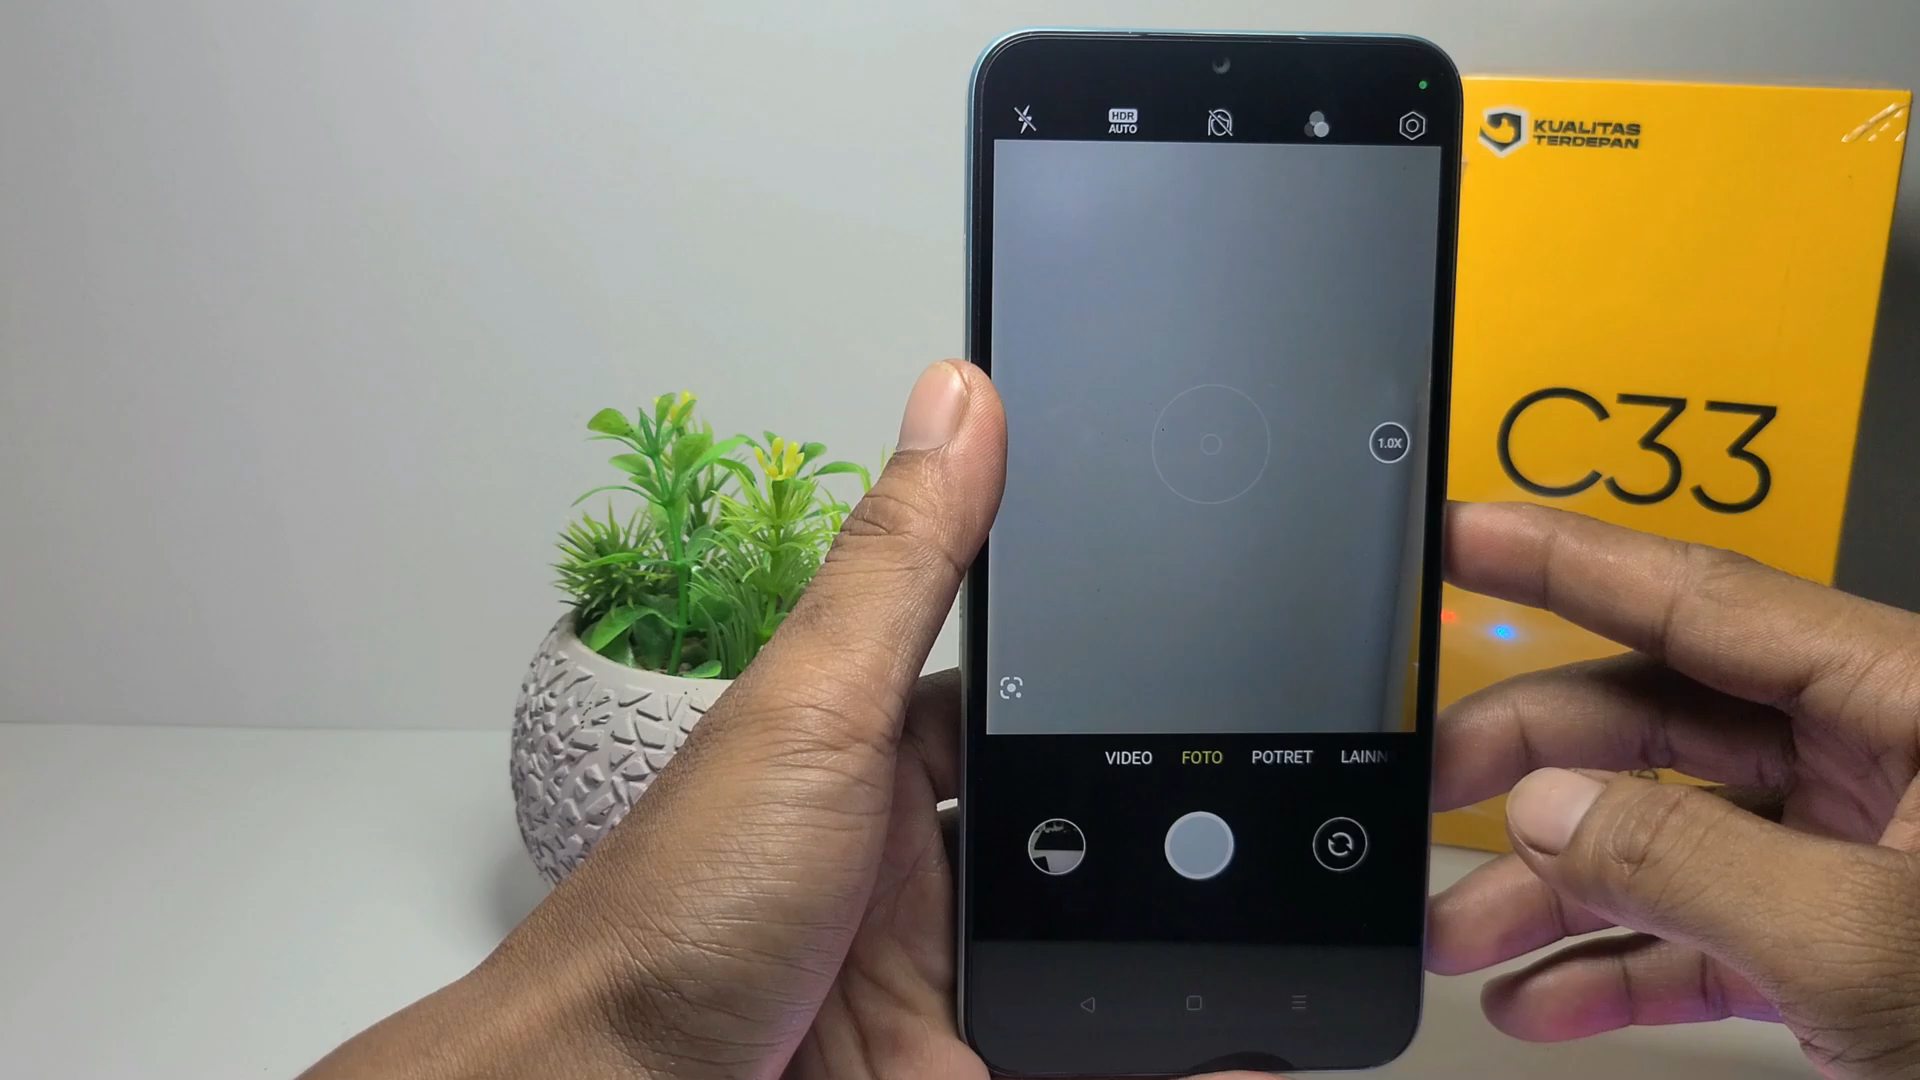 HDR
AUTO
KUALITAS
TERDEPAN
C33
1.0X
VIDEO FOTO POTRET LAINN